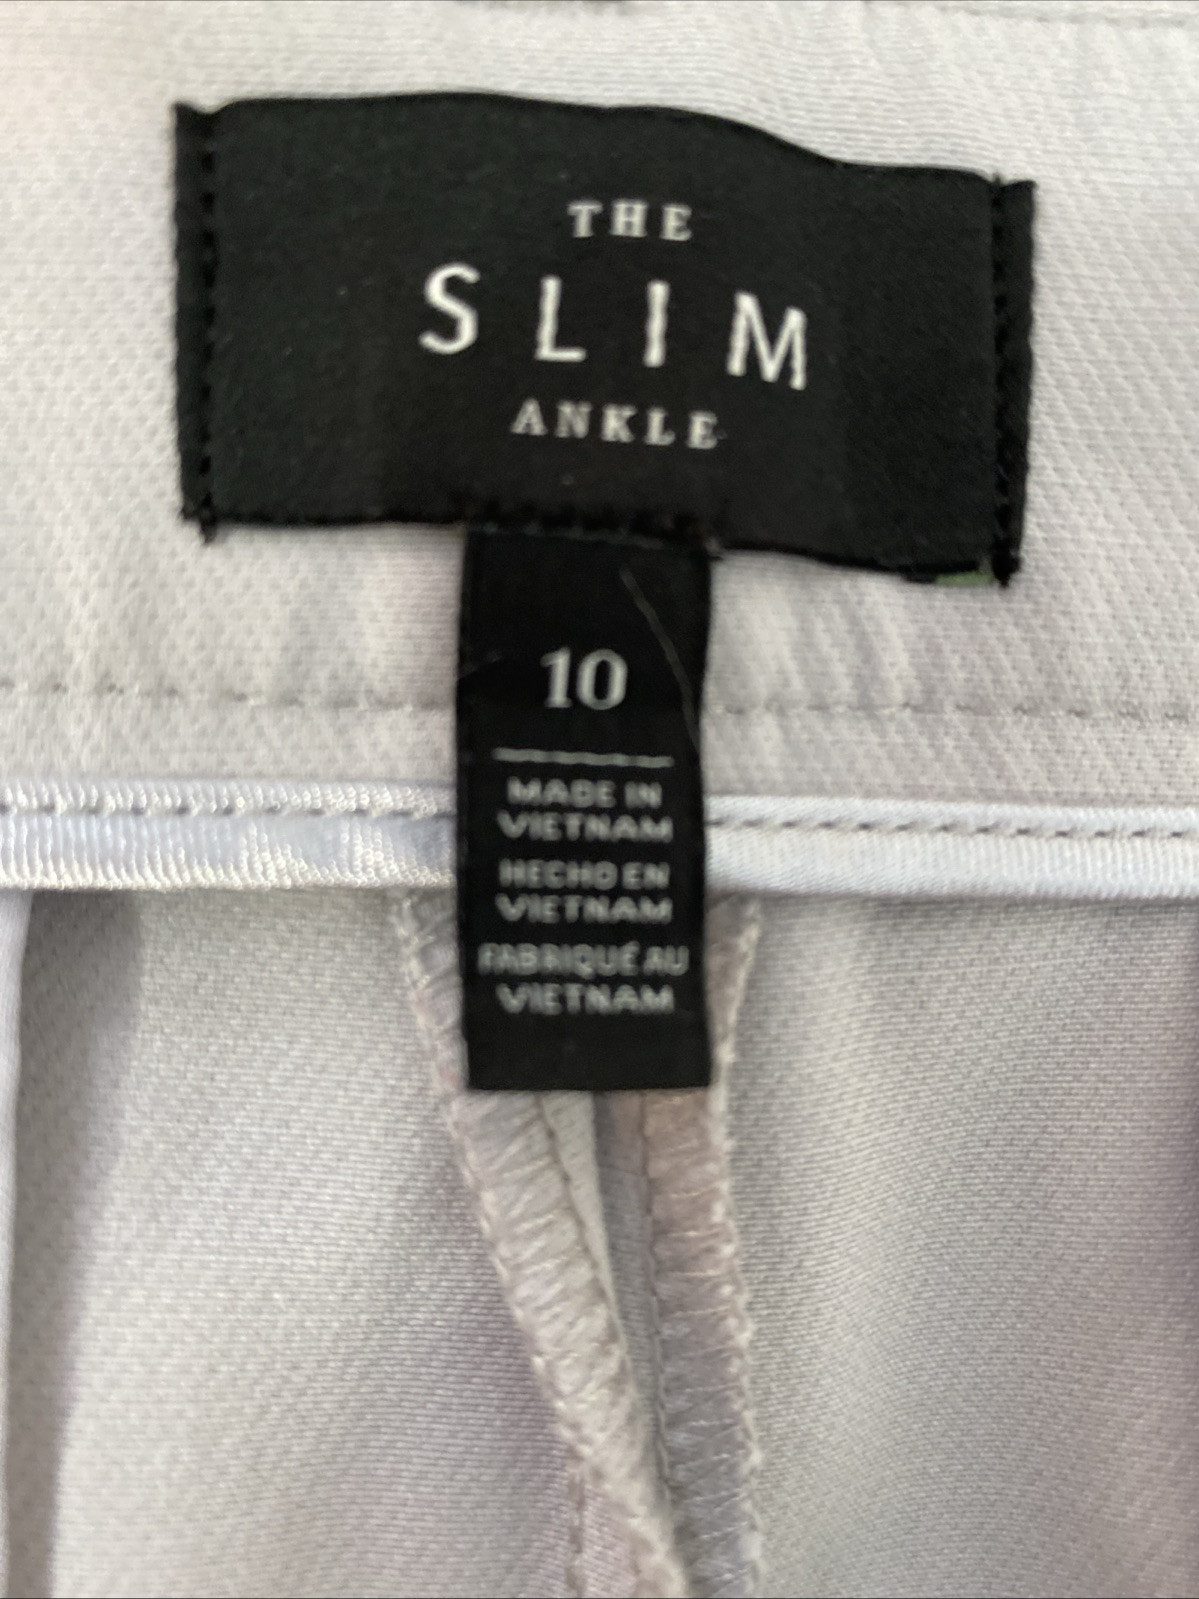 THE
SLIM
ANKLE
10
MADE IN
VIETNAM
HECHO EN
VIETNAM
FABRIQUÉ AU
VIETNAM